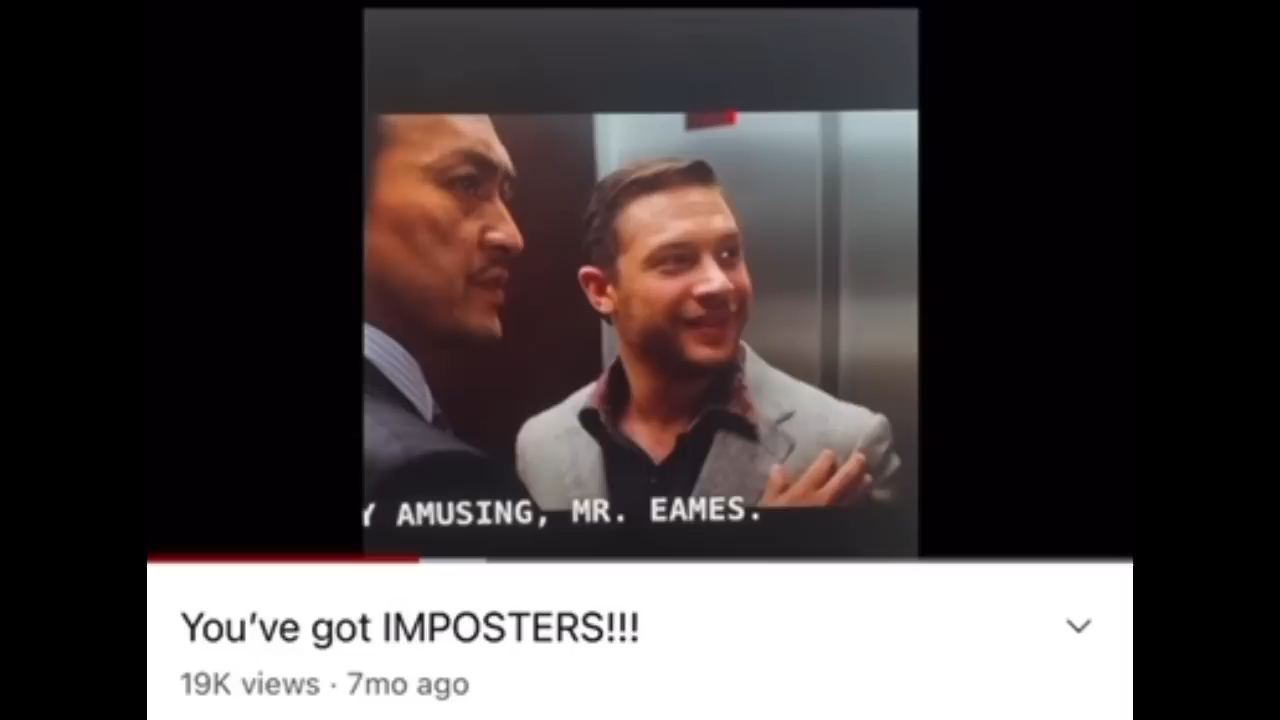 Y AMUSING, MR. EAMES.
You’ve got IMPOSTERS!!!
19K views · 7mo ago